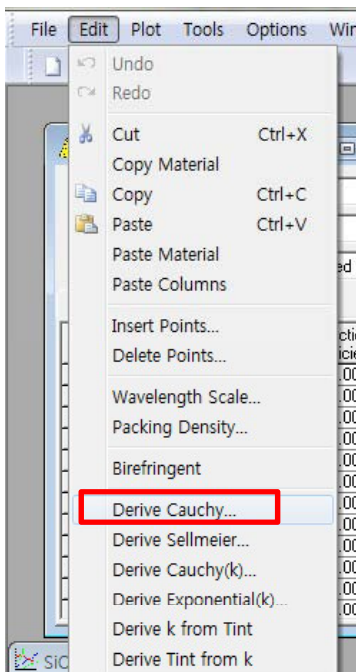 File Edit Plot Tools Options Win
Undo
Redo
Cut Ctrl+X
Copy Material
Copy Ctrl+C
Paste Ctrl+V
Paste Material
Paste Columns
Insert Points...
Delete Points...
Wavelength Scale...
Packing Density...
Birefringent
Derive Cauchy...
Derive Sellmeier...
Derive Cauchy(k)...
Derive Exponential(k)...
Derive k from Tint
Derive Tint from k